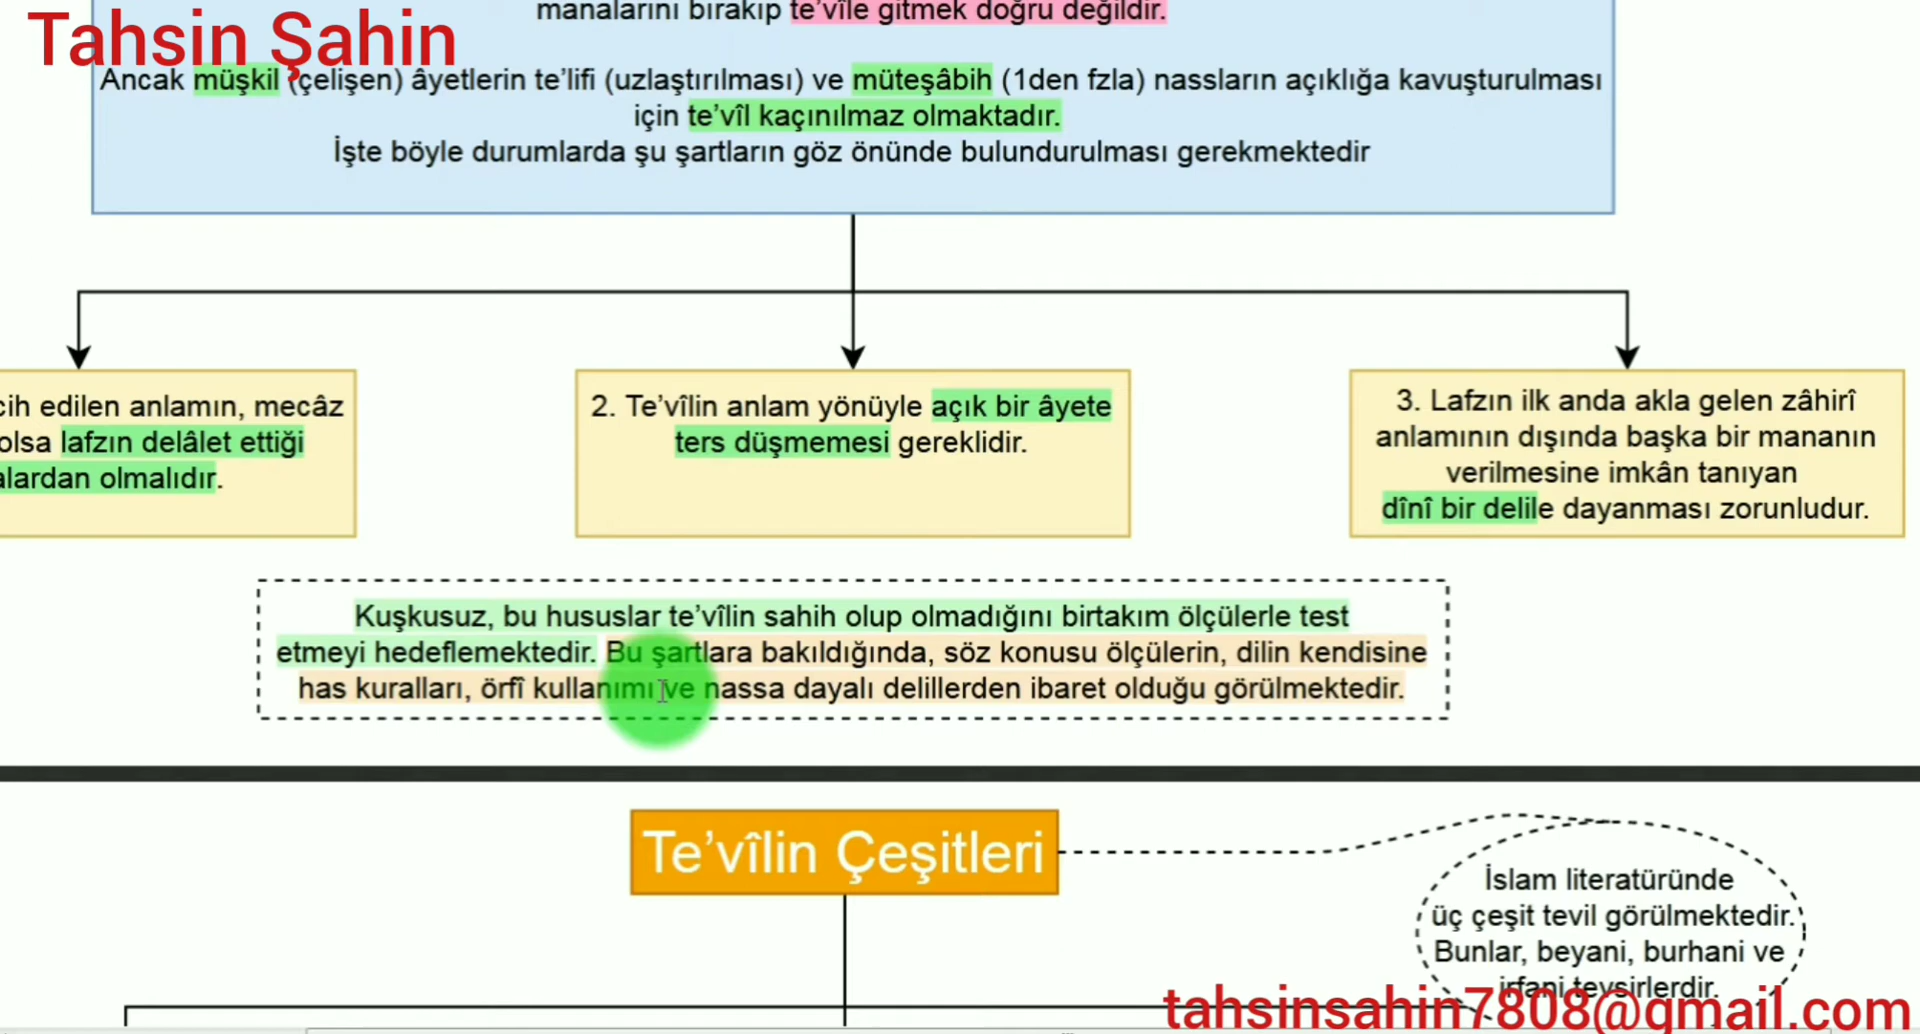 manalarını bırakıp te’vîle gitmek doğru değildir.
Tahsin Şahin
Ancak müşkil (çelişen) âyetlerin te’lifi (uzlaştırılması) ve müteşâbih (1den fzla) nassların açıklığa kavuşturulması
için te’vîl kaçınılmaz olmaktadır.
İşte böyle durumlarda şu şartların göz önünde bulundurulması gerekmektedir
edilen anlamın, mecâz
olsa lafzın delâlet ettiği
olmalıdır.
2. Te’vîlin anlam yönüyle açık bir âyete
ters düşmemesi gereklidir.
3. Lafzın ilk anda akla gelen zâhirî
anlamının dışında başka bir mananın
verilmesine imkân tanıyan
dînî bir delile dayanması zorunludur.
Kuşkusuz, bu hususlar te’vîlin sahih olup olmadığını birtakım ölçülerle test
etmeyi hedeflemektedir. Bu şartlara bakıldığında, söz konusu ölçülerin, dilin kendisine
has kuralları, örfî kullanımı ve nassa dayalı delillerden ibaret olduğu görülmektedir.
Te’vîlin Çeşitleri
İslam literatüründe
üç çeşit tevil görülmektedir.
Bunlar, beyani, burhani ve
irfani tevsirlerdir.
tahsinsahin7808@gmail.com